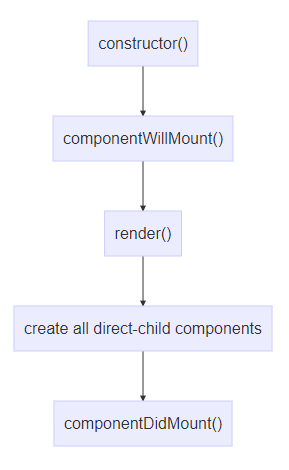 constructor()
componentWillMount()
render()
create all direct-child components
componentDidMount()